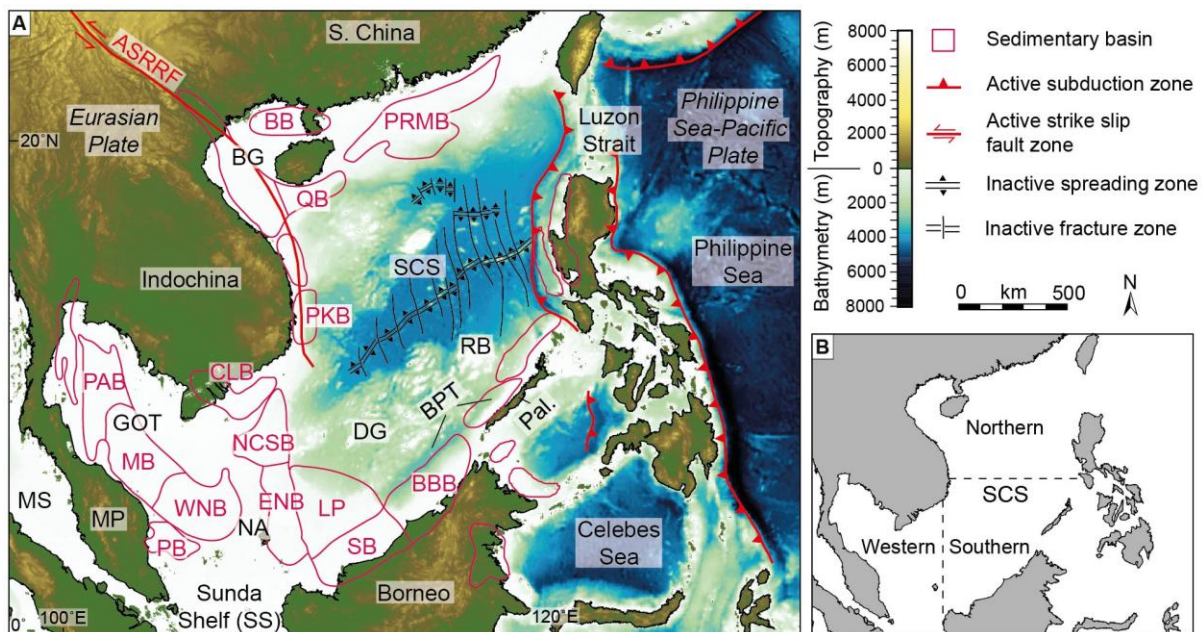 A
S. China
ASRRF
Eurasian
Plate
20°N
BB
PRMB
BG
QB
Luzon
Strait
Philippine
Sea-Pacific
Plate
Indochina
SCS
Philippine
Sea
PKB
RB
CLB
PAB
GOT
BPT
Pal.
DG
NCSB
MB
WNB
BBB
MS
MP
NA
ENB
LP
PB
SB
Celebes
Sea
Sunda
Shelf (SS)
Borneo
0°
100°E
120°E
8000
6000
4000
2000
0
2000
4000
6000
8000
Topography (m)
Bathymetry (m)
Sedimentary basin
Active subduction zone
Active strike slip
fault zone
Inactive spreading zone
Inactive fracture zone
0 km 500
N
B
Northern
SCS
Western
Southern